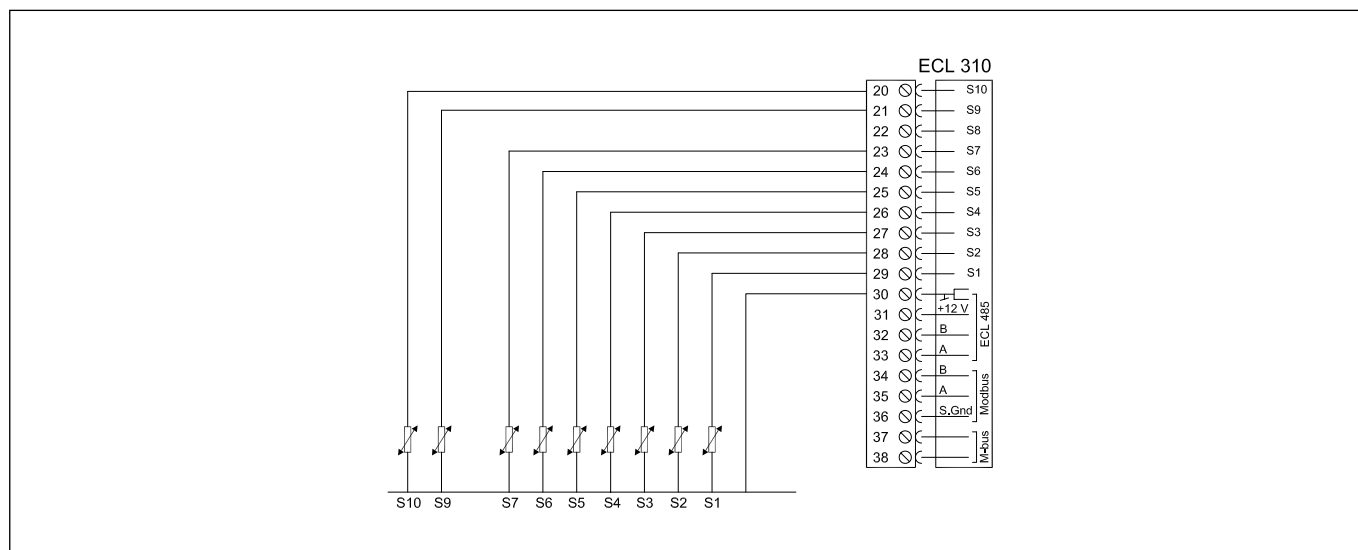 ECL 310
20 S10
21 S9
22 S8
23 S7
24 S6
25 S5
26 S4
27 S3
28 S2
29 S1
30
31 +12 V
32 B
33 A
ECL 485
34 B
35 A
36 S.Gnd
Modbus
37
38
M-bus
S10 S9 S7 S6 S5 S4 S3 S2 S1